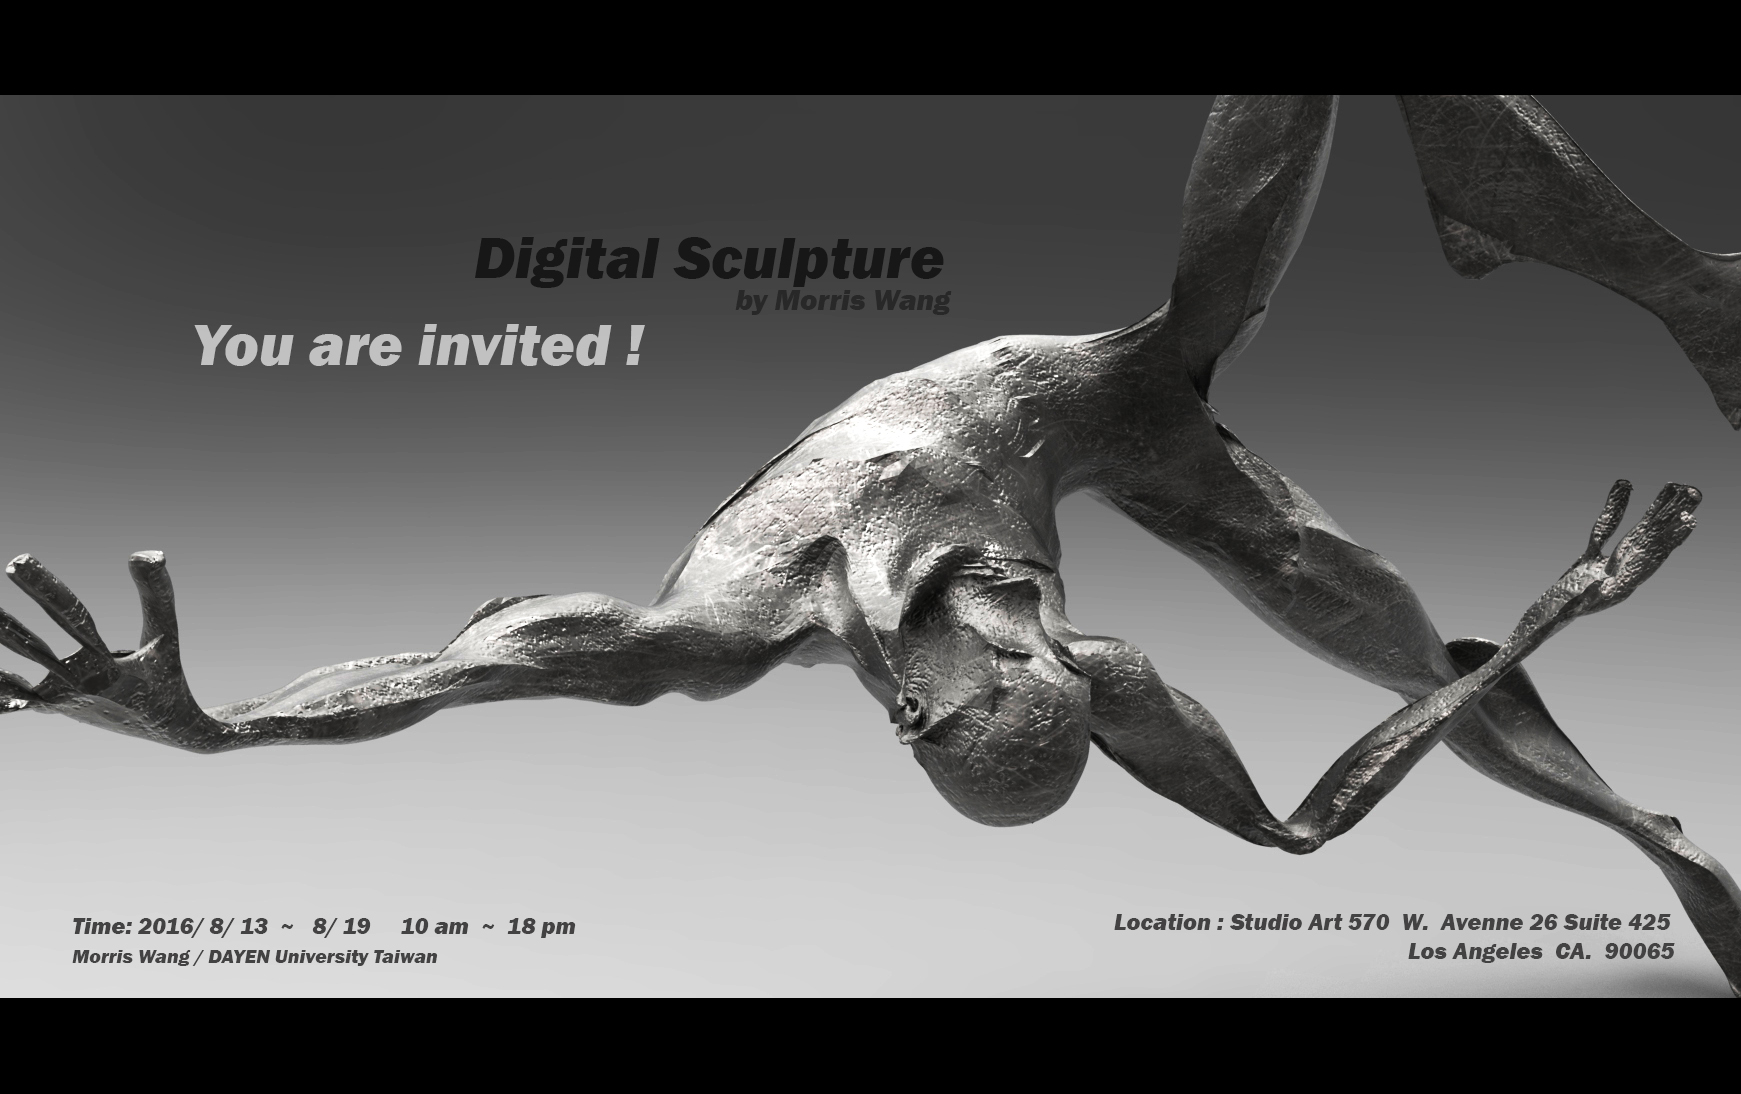 Digital Sculpture
by Morris Wang
You are invited !
Time: 2016/ 8/ 13 ~ 8/ 19 10 am ~ 18 pm
Morris Wang / DAYEN University Taiwan
Location : Studio Art 570 W. Avenne 26 Suite 425
Los Angeles CA. 90065